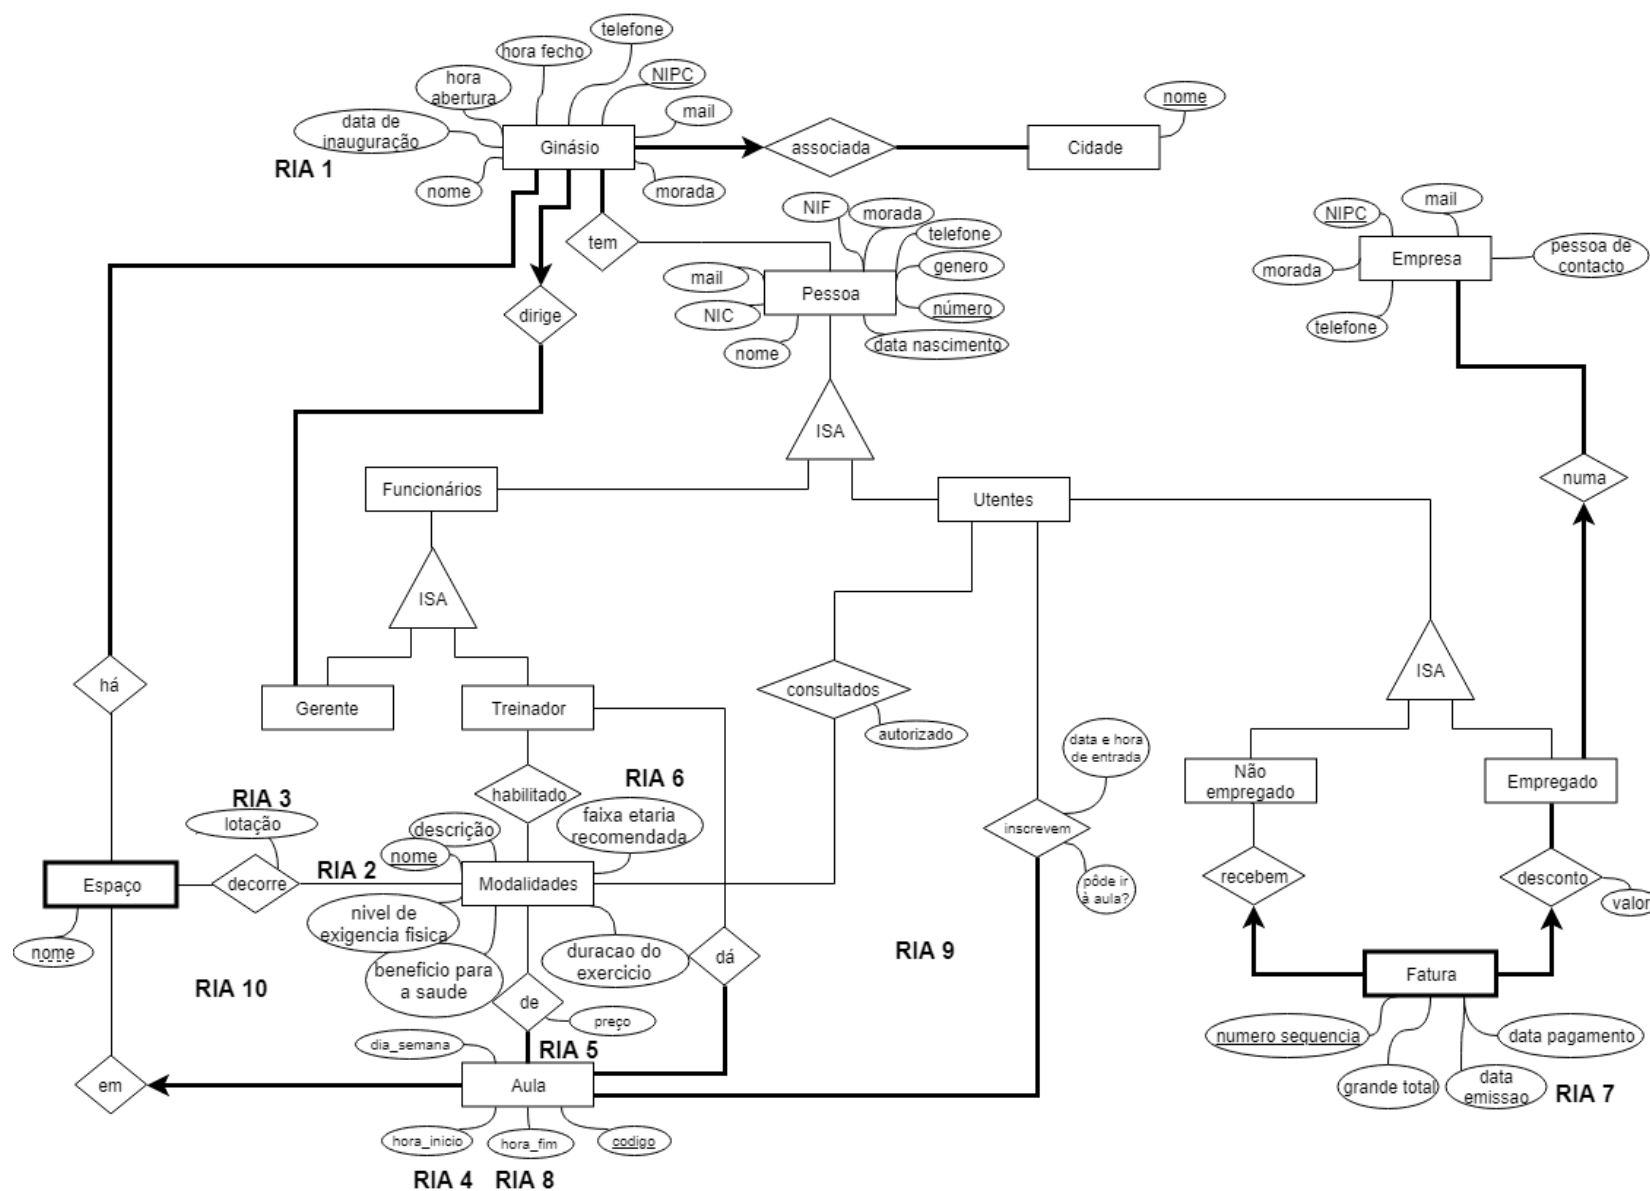 telefone
hora fecho
NIPC
hora
abertura
nome
mail
data de
inauguração
Ginásio
associada
Cidade
RIA 1
nome
morada
NIF
morada
NIPC
mail
telefone
tem
pessoa de
contacto
Empresa
morada
genero
mail
Pessoa
número
NIC
dirige
telefone
data nascimento
nome
ISA
Funcionários
numa
Utentes
ISA
ISA
há
consultados
Gerente
Treinador
autorizado
data e hora
de entrada
RIA 6
Não
empregado
Empregado
habilitado
RIA 3
lotação
faixa etaria
recomendada
descrição
inscrevem
nome
RIA 2
Espaço
decorre
Modalidades
recebem
desconto
pôde ir
à aula?
valor
nivel de
exigencia fisica
nome
RIA 9
duracao do
exercicio
dá
beneficio para
a saude
Fatura
RIA 10
de
preço
numero sequencia
data pagamento
dia_semana
RIA 5
Aula
em
grande total
data
emissao
RIA 7
hora_inicio
hora_fim
codigo
RIA 4
RIA 8